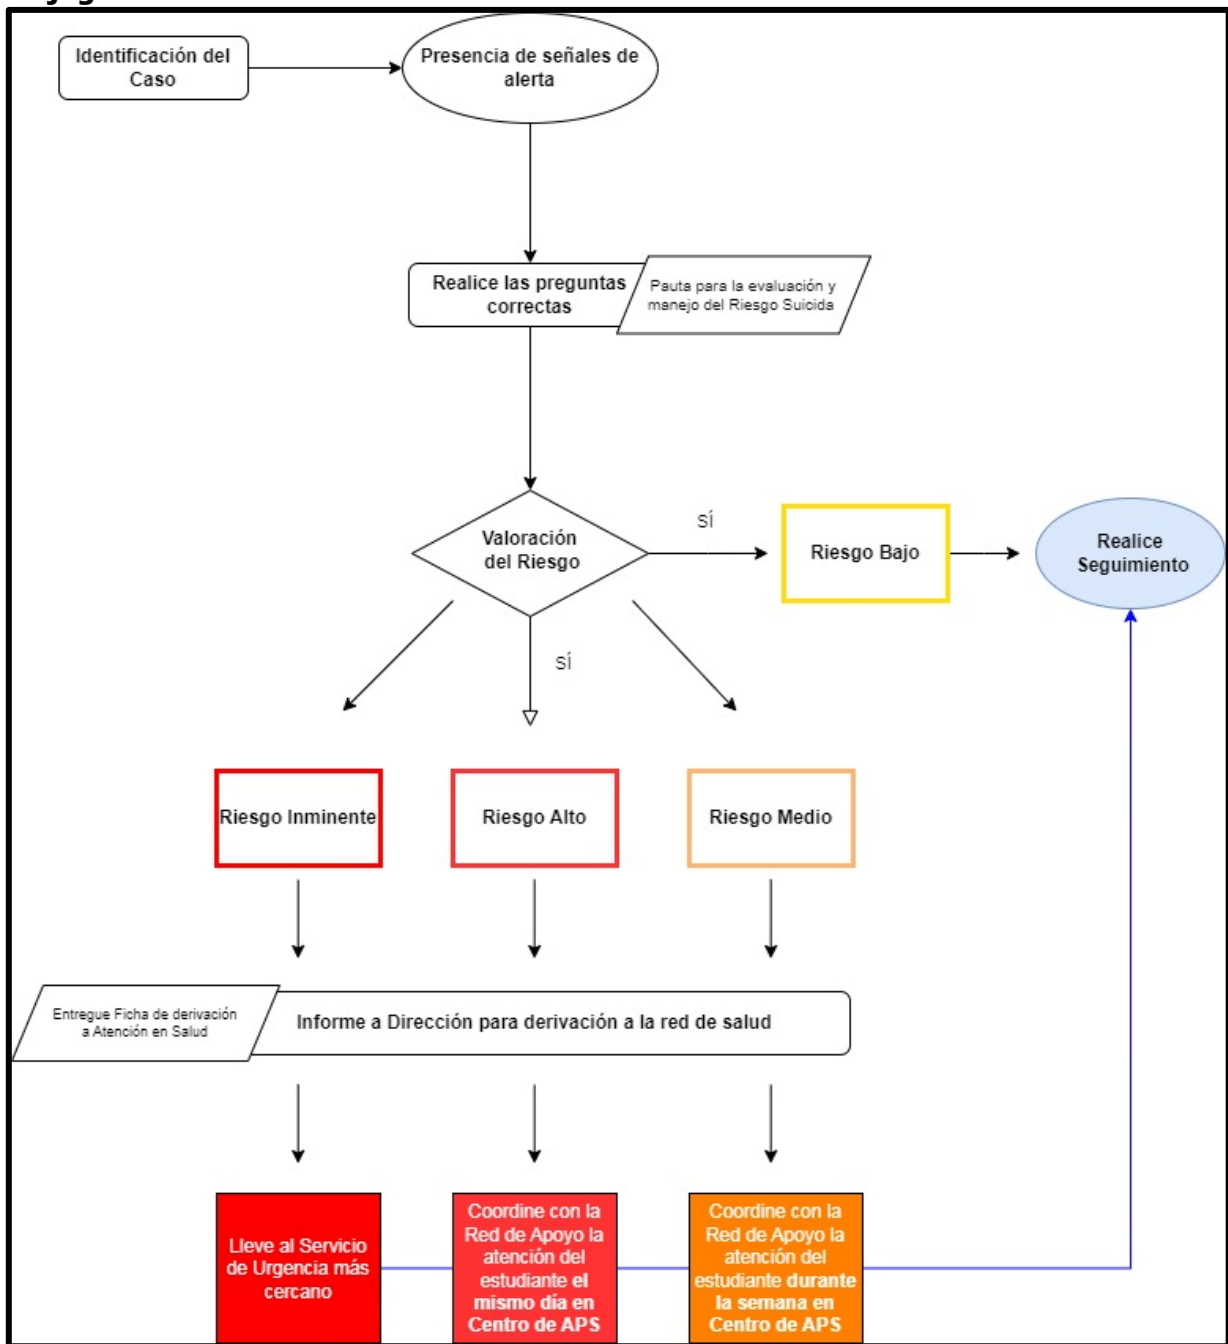 Identificación del
Caso
Presencia de señales de
alerta
Realice las preguntas
correctas
Pauta para la evaluación y
manejo del Riesgo Suicida
Valoración
del Riesgo
SÍ
Riesgo Bajo
Realice
Seguimiento
SÍ
Riesgo Inminente
Riesgo Alto
Riesgo Medio
Entregue Ficha de derivación
a Atención en Salud
Informe a Dirección para derivación a la red de salud
Lleve al Servicio
de Urgencia más
cercano
Coordine con la
Red de Apoyo la
atención del
estudiante el
mismo día en
Centro de APS
Coordine con la
Red de Apoyo la
atención del
estudiante durante
la semana en
Centro de APS